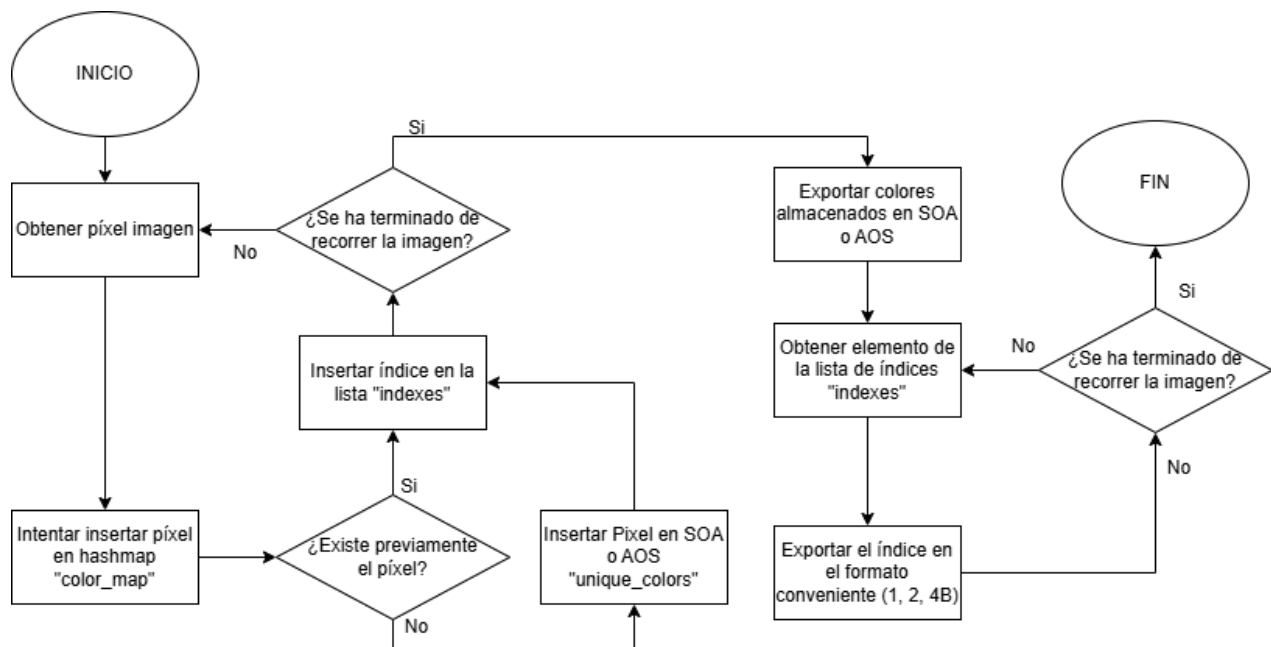 INICIO
Obtener píxel imagen
Intentar insertar píxel
en hashmap
"color_map"
¿Existe previamente
el píxel?
Si
No
Insertar Pixel en SOA
o AOS
"unique_colors"
Insertar índice en la
lista "indexes"
¿Se ha terminado de
recorrer la imagen?
No
Si
Exportar colores
almacenados en SOA
o AOS
Obtener elemento de
la lista de índices
"indexes"
Exportar el índice en
el formato
conveniente (1, 2, 4B)
No
¿Se ha terminado de
recorrer la imagen?
No
Si
FIN